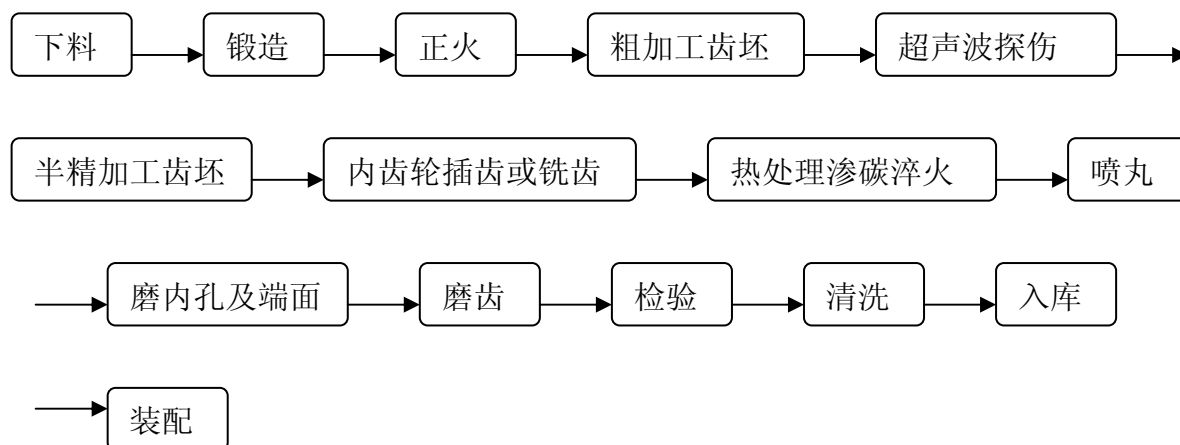 下料 锻造 正火 粗加工齿坯 超声波探伤
半精加工齿坯 内齿轮插齿或铣齿 热处理渗碳淬火 喷丸
磨内孔及端面 磨齿 检验 清洗 入库
装配